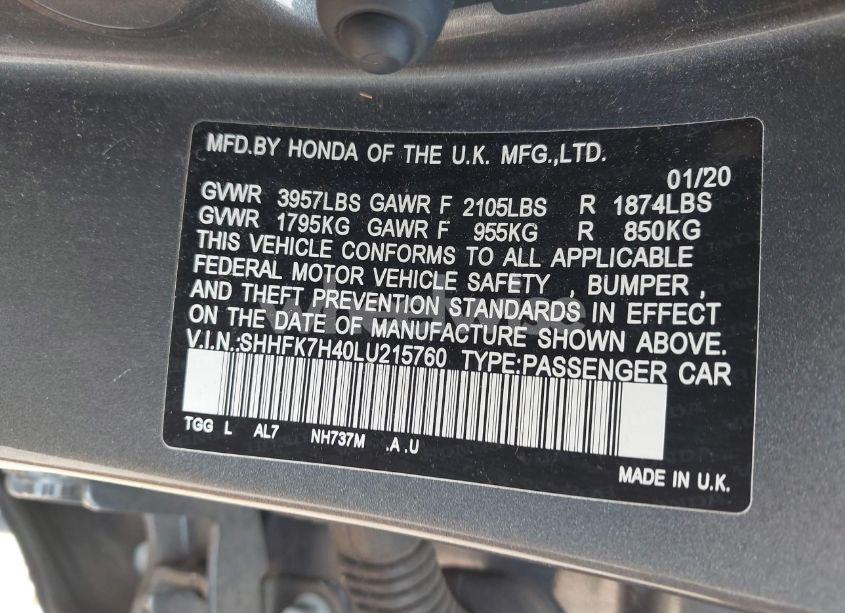 MFD.BY HONDA OF THE U.K. MFG.,LTD.
01/20
GVWR 3957LBS GAWR F 2105LBS R 1874LBS
GVWR 1795KG GAWR F 955KG R 850KG
THIS VEHICLE CONFORMS TO ALL APPLICABLE
FEDERAL MOTOR VEHICLE SAFETY , BUMPER ,
AND THEFT PREVENTION STANDARDS IN EFFECT
ON THE DATE OF MANUFACTURE SHOWN ABOVE.
V.I.N.:SHHFK7H40LU215760 TYPE:PASSENGER CAR
TGG L AL7 NH737M .A .U
MADE IN U.K.